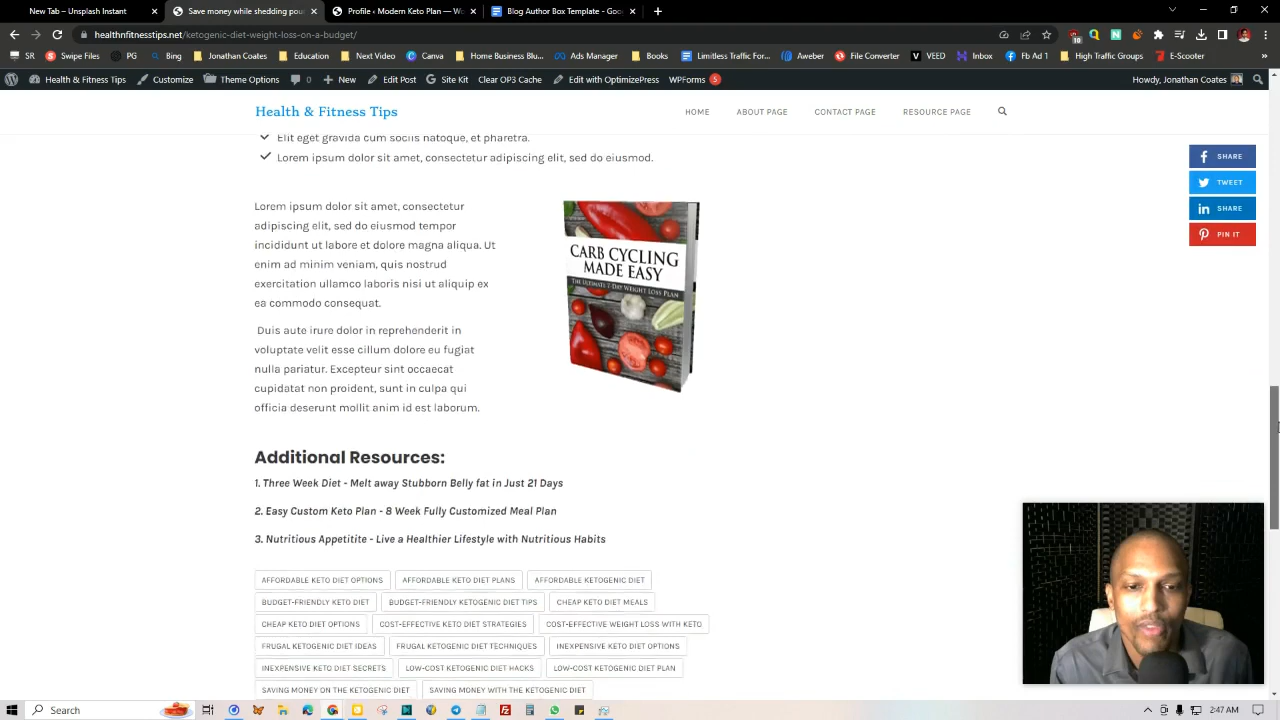 New Tab – Unsplash Instant
Save money while shedding poun
Profile ‹ Modern Keto Plan — Wo
Blog Author Box Template - Goo
healthnfitnesstips.net/ketogenic-diet-weight-loss-on-a-budget/
SR
Swipe Files
PG
Bing
Jonathan Coates
Education
Next Video
Canva
Home Business Blu...
Ads Manager
Books
Limitless Traffic For...
Aweber
File Converter
VEED
Inbox
Fb Ad 1
Courses
E-Scooter
Health & Fitness Tips
Customize
Theme Options
0
New
Edit Post
Site Kit
Clear OP3 Cache
Edit with OptimizePress
WPForms 5
Howdy, Jonathan Coates
Health & Fitness Tips
HOME
ABOUT PAGE
CONTACT PAGE
RESOURCE PAGE
Elit eget gravida cum sociis natoque, et pharetra.
Lorem ipsum dolor sit amet, consectetur adipiscing elit, sed do eiusmod.
SHARE
TWEET
SHARE
PIN IT
Lorem ipsum dolor sit amet, consectetur
adipiscing elit, sed do eiusmod tempor
incididunt ut labore et dolore magna aliqua. Ut
enim ad minim veniam, quis nostrud
exercitation ullamco laboris nisi ut aliquip ex
ea commodo consequat.
Duis aute irure dolor in reprehenderit in
voluptate velit esse cillum dolore eu fugiat
nulla pariatur. Excepteur sint occaecat
cupidatat non proident, sunt in culpa qui
officia deserunt mollit anim id est laborum.
CARB CYCLING
MADE EASY
THE ULTIMATE 7-DAY WEIGHT LOSS PLAN
Additional Resources:
1. Three Week Diet - Melt away Stubborn Belly fat in Just 21 Days
2. Easy Custom Keto Plan - 8 Week Fully Customized Meal Plan
3. Nutritious Appetitite - Live a Healthier Lifestyle with Nutritious Habits
AFFORDABLE KETO DIET OPTIONS
AFFORDABLE KETO DIET PLANS
AFFORDABLE KETOGENIC DIET
BUDGET-FRIENDLY KETO DIET
BUDGET-FRIENDLY KETOGENIC DIET TIPS
CHEAP KETO DIET MEALS
CHEAP KETO DIET OPTIONS
COST-EFFECTIVE KETO DIET STRATEGIES
COST-EFFECTIVE WEIGHT LOSS WITH KETO
FRUGAL KETOGENIC DIET IDEAS
FRUGAL KETOGENIC DIET TECHNIQUES
INEXPENSIVE KETO DIET OPTIONS
INEXPENSIVE KETO DIET SECRETS
LOW-COST KETOGENIC DIET HACKS
LOW-COST KETOGENIC DIET PLAN
SAVING MONEY ON THE KETOGENIC DIET
SAVING MONEY WITH THE KETOGENIC DIET
Search
2:47 AM